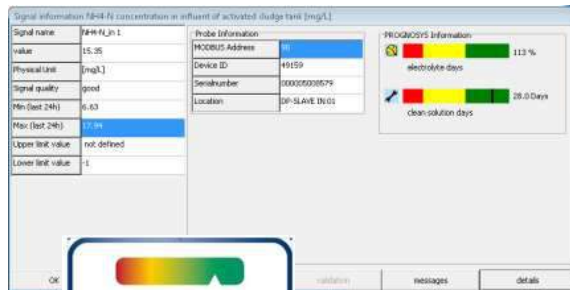 Signal information NH4-N concentration in influent of activated sludge tank [mg/L]
Signal name NH4-N_in 1
value 15.35
Physical Unit [mg/L]
Signal quality good
Min (last 24h) 6.63
Max (last 24h) 17.94
Upper limit value not defined
Lower limit value -1
Probe Information
MODBUS Address
Device ID 49159
Serialnumber 000005008579
Location DP-SLAVE IN:01
PROGNOSYS Information
113 %
electrolyte days
28.0 Days
clean solution days
OK
validation
messages
details